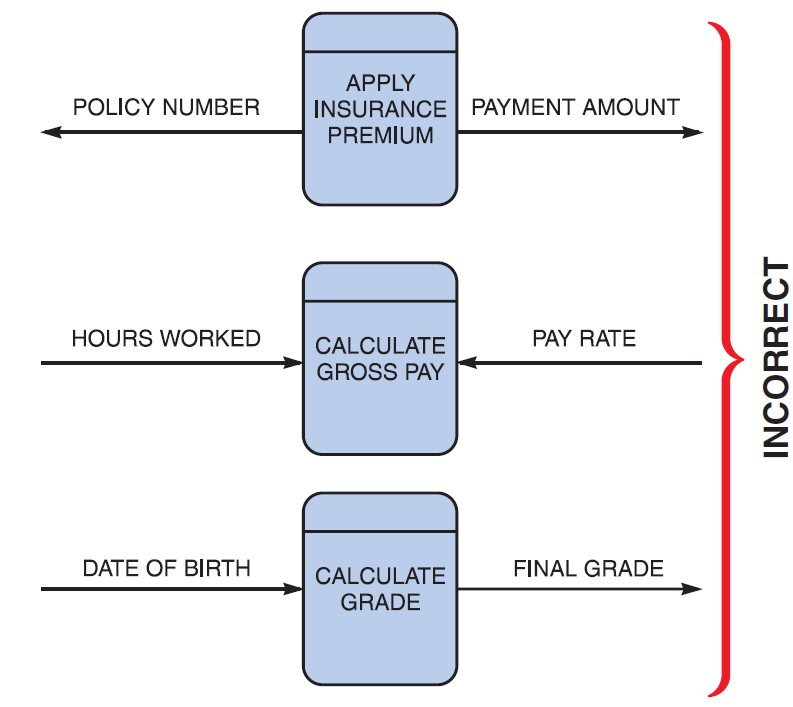 POLICY NUMBER
APPLY
INSURANCE
PREMIUM
PAYMENT AMOUNT
HOURS WORKED
CALCULATE
GROSS PAY
PAY RATE
DATE OF BIRTH
CALCULATE
GRADE
FINAL GRADE
INCORRECT